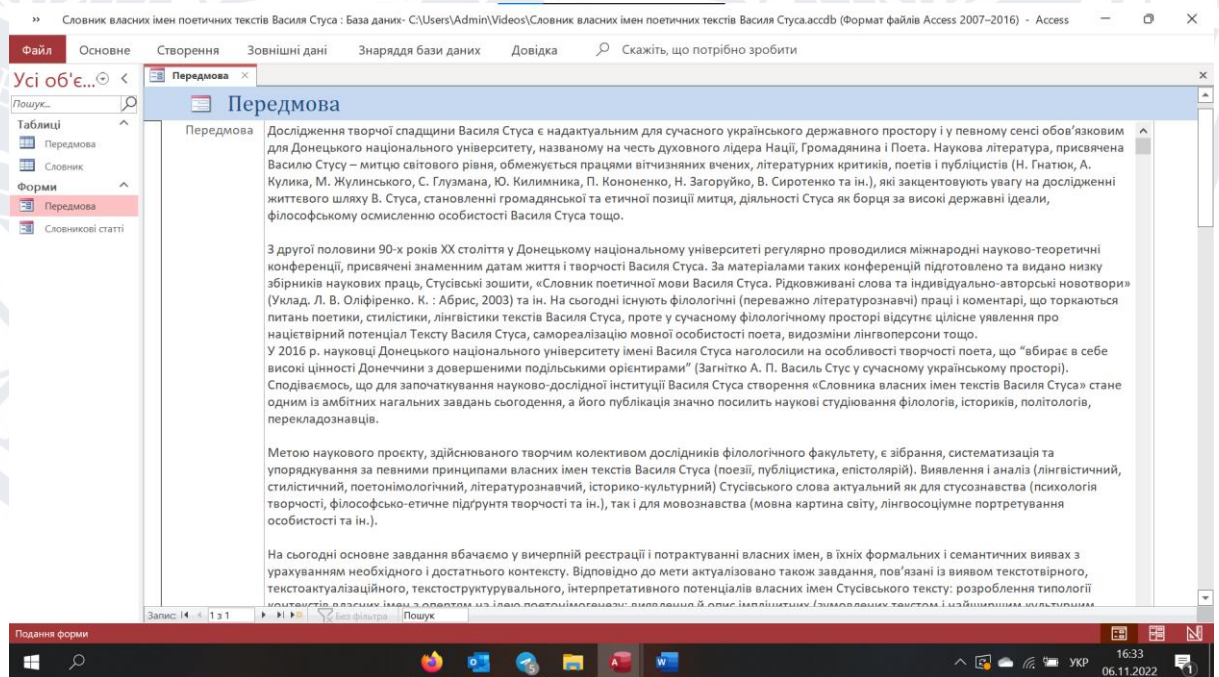 Словник власних імен поетичних текстів Василя Стуса : База даних- C:\Users\Admin\Videos\Словник власних імен поетичних текстів Василя Стуса.accdb (Формат файлів Access 2007–2016) - Access
Файл Основне Створення Зовнішні дані Знаряддя бази даних Довідка Скажіть, що потрібно зробити
Усі об'є...
Пошук...
Таблиці
Передмова
Словник
Форми
Передмова
Словникові статті
Передмова
Передмова
Передмова
Дослідження творчої спадщини Василя Стуса є надактуальним для сучасного українського державного простору і у певному сенсі обов’язковим
для Донецького національного університету, названому на честь духовного лідера Нації, Громадянина і Поета. Наукова література, присвячена
Василю Стусу – митцю світового рівня, обмежується працями вітчизняних вчених, літературних критиків, поетів і публіцистів (Н. Гнатюк, А.
Кулика, М. Жулинського, С. Глузмана, Ю. Килимника, П. Кононенко, Н. Загоруйко, В. Сиротенко та ін.), які закцентовують увагу на дослідженні
життєвого шляху В. Стуса, становленні громадянської та етичної позиції митця, діяльності Стуса як борця за високі державні ідеали,
філософському осмисленню особистості Василя Стуса тощо.
З другої половини 90-х років ХХ століття у Донецькому національному університеті регулярно проводилися міжнародні науково-теоретичні
конференції, присвячені знаменним датам життя і творчості Василя Стуса. За матеріалами таких конференцій підготовлено та видано низку
збірників наукових праць, Стусівські зошити, «Словник поетичної мови Василя Стуса. Рідковживані слова та індивідуально-авторські новотвори»
(Уклад. Л. В. Оліфіренко. К. : Абрис, 2003) та ін. На сьогодні існують філологічні (переважно літературознавчі) праці і коментарі, що торкаються
питань поетики, стилістики, лінгвістики текстів Василя Стуса, проте у сучасному філологічному просторі відсутнє цілісне уявлення про
націєтвірний потенціал Тексту Василя Стуса, самореалізацію мовної особистості поета, видозміни лінгвоперсони тощо.
У 2016 р. науковці Донецького національного університету імені Василя Стуса наголосили на особливості творчості поета, що “вбирає в себе
високі цінності Донеччини з довершеними подільськими орієнтирами” (Загнітко А. П. Василь Стус у сучасному українському просторі).
Сподіваємось, що для започаткування науково-дослідної інституції Василя Стуса створення «Словника власних імен текстів Василя Стуса» стане
одним із амбітних нагальних завдань сьогодення, а його публікація значно посилить наукові студіювання філологів, істориків, політологів,
перекладознавців.
Метою наукового проєкту, здійснюваного творчим колективом дослідників філологічного факультету, є зібрання, систематизація та
упорядкування за певними принципами власних імен текстів Василя Стуса (поезії, публіцистика, епістолярій). Виявлення і аналіз (лінгвістичний,
стилістичний, поетонімологічний, літературознавчий, історико-культурний) Стусівського слова актуальний як для стусознавства (психологія
творчості, філософсько-етичне підґрунтя творчості та ін.), так і для мовознавства (мовна картина світу, лінгвосоціумне портретування
особистості та ін.).
На сьогодні основне завдання вбачаємо у вичерпній реєстрації і потрактуванні власних імен, в їхніх формальних і семантичних виявах з
урахуванням необхідного і достатнього контексту. Відповідно до мети актуалізовано також завдання, пов’язані із виявом текстотвірного,
текстоактуалізаційного, текстоструктурувального, інтерпретативного потенціалів власних імен Стусівського тексту: розроблення типології
контекстів власних імен з опертям на ідею поетонімогенезу; виявлення й опис імпліцитних (зумовлених текстом і найширшим культурним
Запис: 1 з 1 Без фільтра Пошук
Подання форми
УКР
16:33
06.11.2022